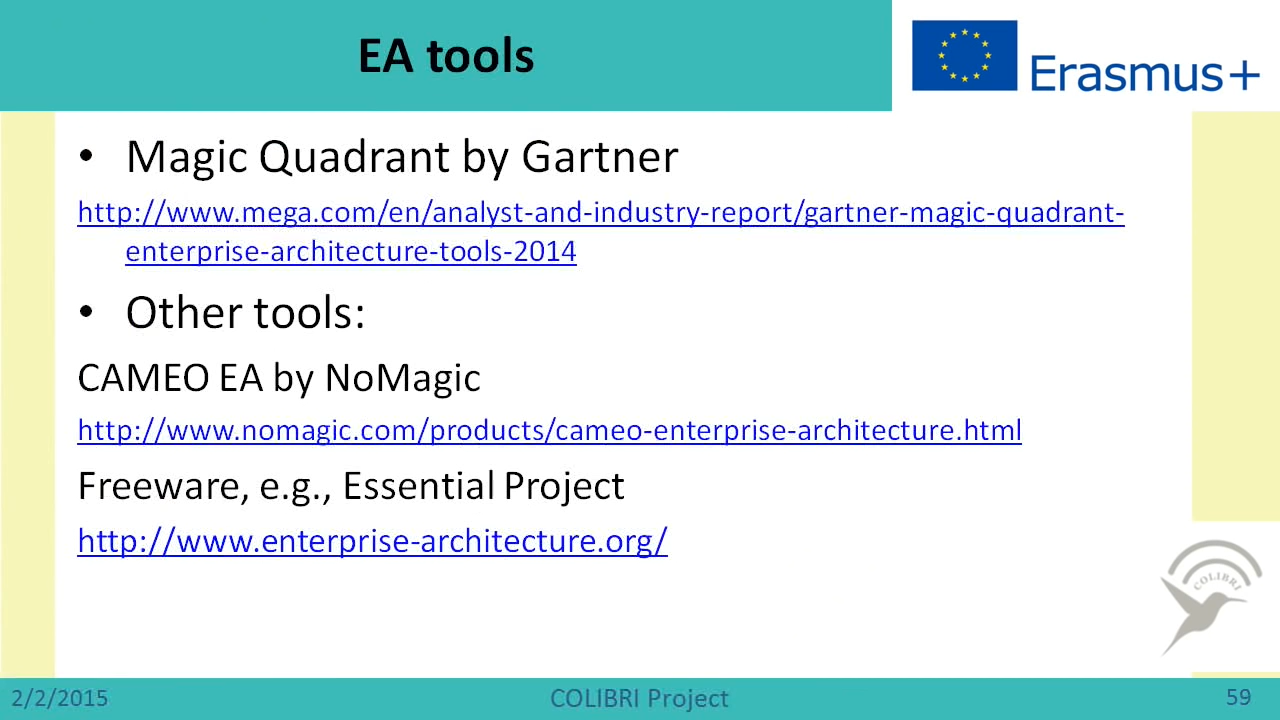 EA tools
Erasmus+
• Magic Quadrant by Gartner
http://www.mega.com/en/analyst-and-industry-report/gartner-magic-quadrant-
enterprise-architecture-tools-2014
• Other tools:
CAMEO EA by NoMagic
http://www.nomagic.com/products/cameo-enterprise-architecture.html
Freeware, e.g., Essential Project
http://www.enterprise-architecture.org/
COLIBRI
2/2/2015 COLIBRI Project 59